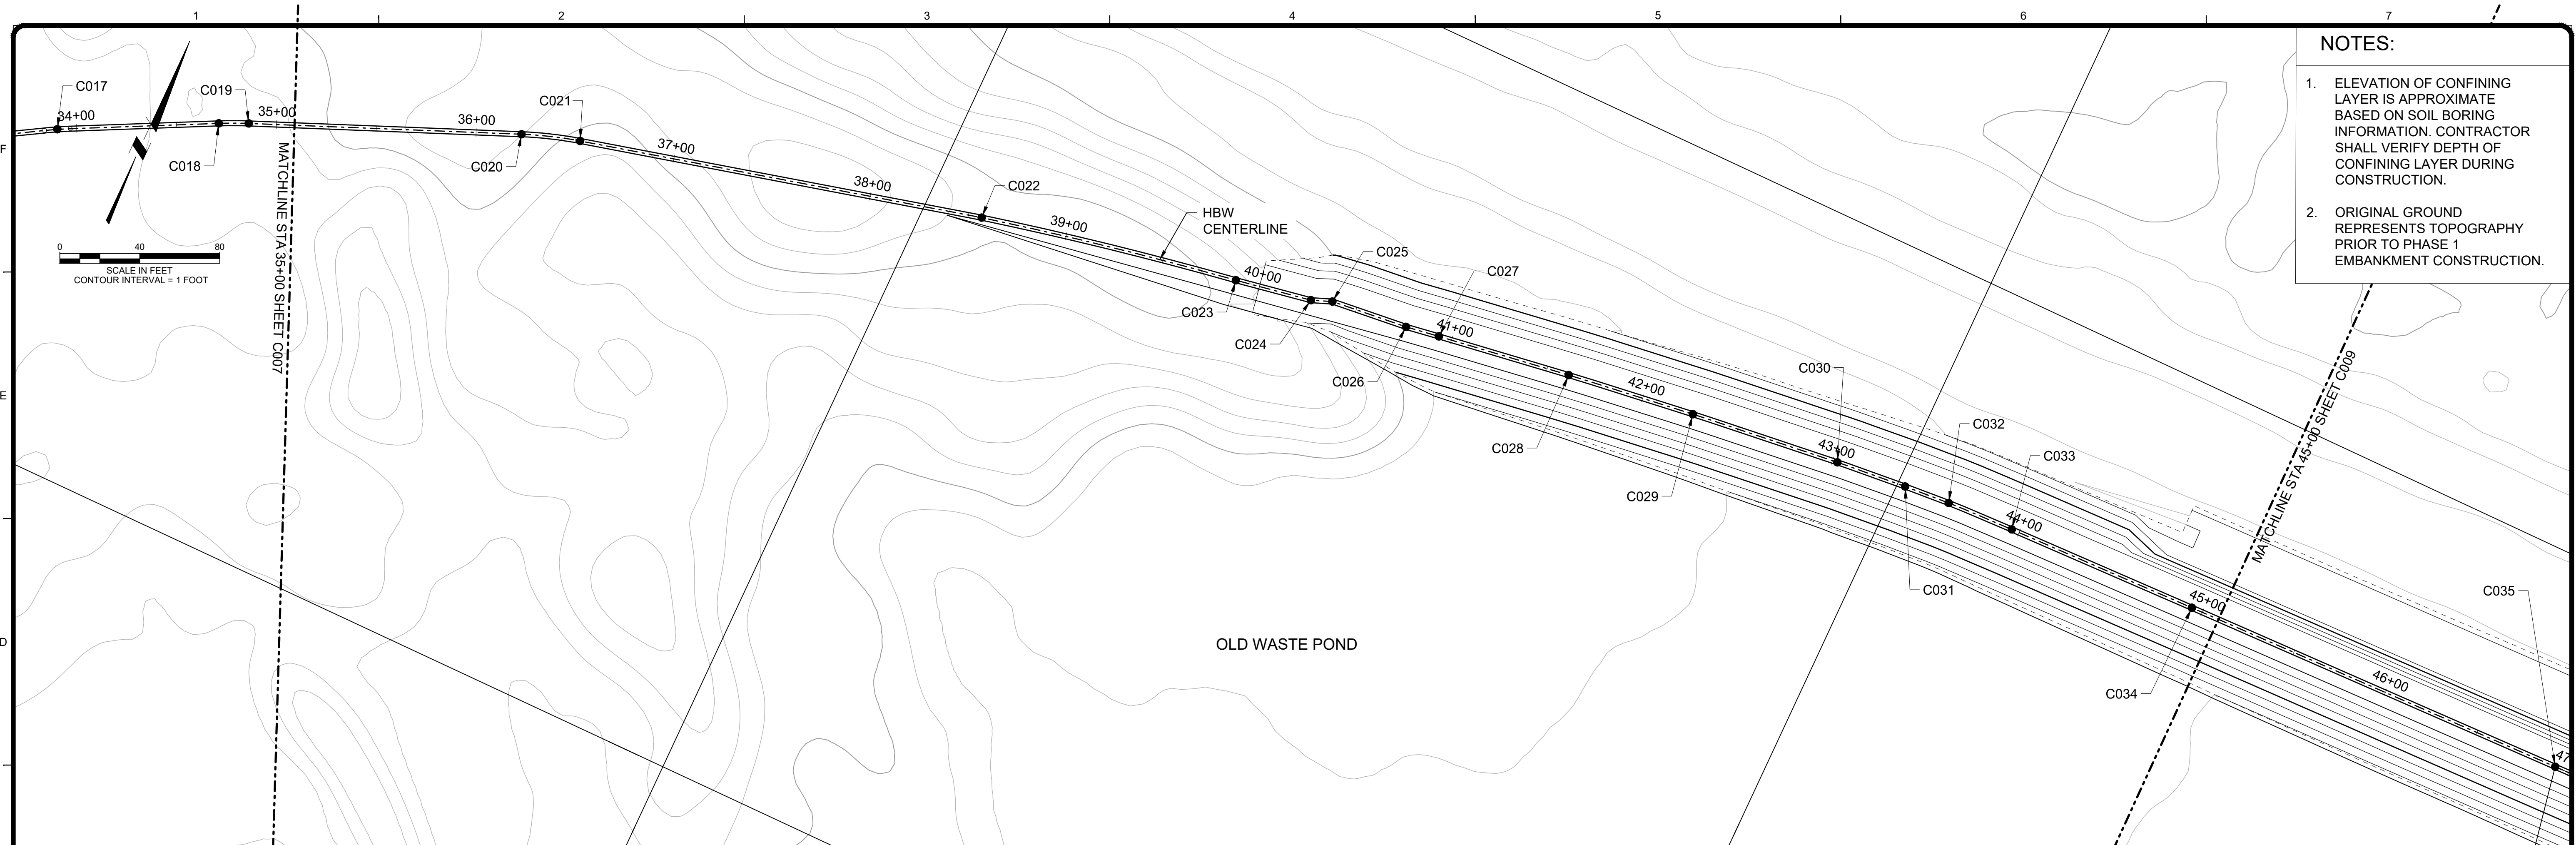 1
2
3
4
5
6
7
F
E
D
C017
34+00
C018
C019
35+00
MATCHLINE STA 35+00 SHEET C007
0 40 80
SCALE IN FEET
CONTOUR INTERVAL = 1 FOOT
36+00
C020
C021
37+00
38+00
C022
39+00
HBW
CENTERLINE
C023
40+00
C024
C025
C026
C027
41+00
C028
42+00
C029
C030
43+00
C031
C032
C033
44+00
C034
45+00
MATCHLINE STA 45+00 SHEET C009
46+00
C035
47
OLD WASTE POND
NOTES:
1. ELEVATION OF CONFINING
LAYER IS APPROXIMATE
BASED ON SOIL BORING
INFORMATION. CONTRACTOR
SHALL VERIFY DEPTH OF
CONFINING LAYER DURING
CONSTRUCTION.
2. ORIGINAL GROUND
REPRESENTS TOPOGRAPHY
PRIOR TO PHASE 1
EMBANKMENT CONSTRUCTION.